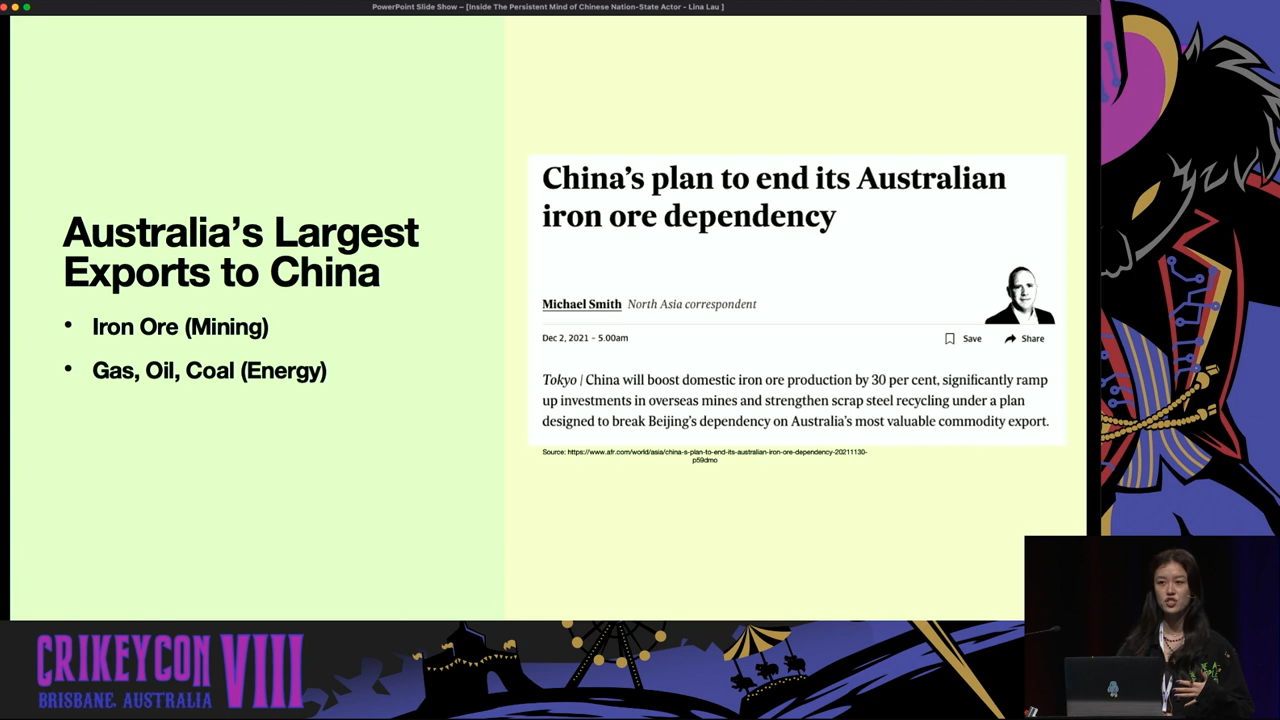 PowerPoint Slide Show – [Inside The Persistent Mind of Chinese Nation-State Actor - Lina Lau ]
Australia's Largest
Exports to China
• Iron Ore (Mining)
• Gas, Oil, Coal (Energy)
China's plan to end its Australian
iron ore dependency
Michael Smith North Asia correspondent
Dec 2, 2021 – 5.00am
Save
Share
Tokyo | China will boost domestic iron ore production by 30 per cent, significantly ramp
up investments in overseas mines and strengthen scrap steel recycling under a plan
designed to break Beijing's dependency on Australia's most valuable commodity export.
Source: https://www.afr.com/world/asia/china-s-plan-to-end-its-australian-iron-ore-dependency-20211130-
p59dmo
CRIKEYCON VIII
BRISBANE, AUSTRALIA